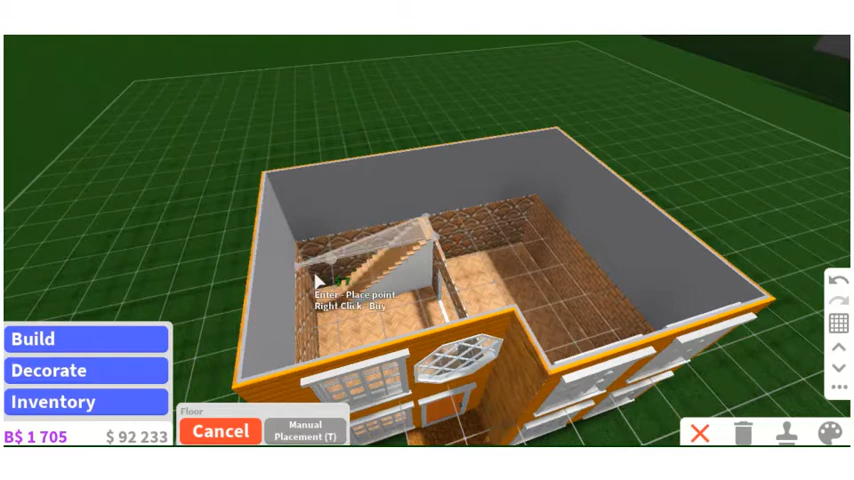 Enter - Place point
Right Click - Buy
Build
Decorate
Inventory
B$ 1 705
$ 92 233
Floor
Cancel
Manual
Placement (T)